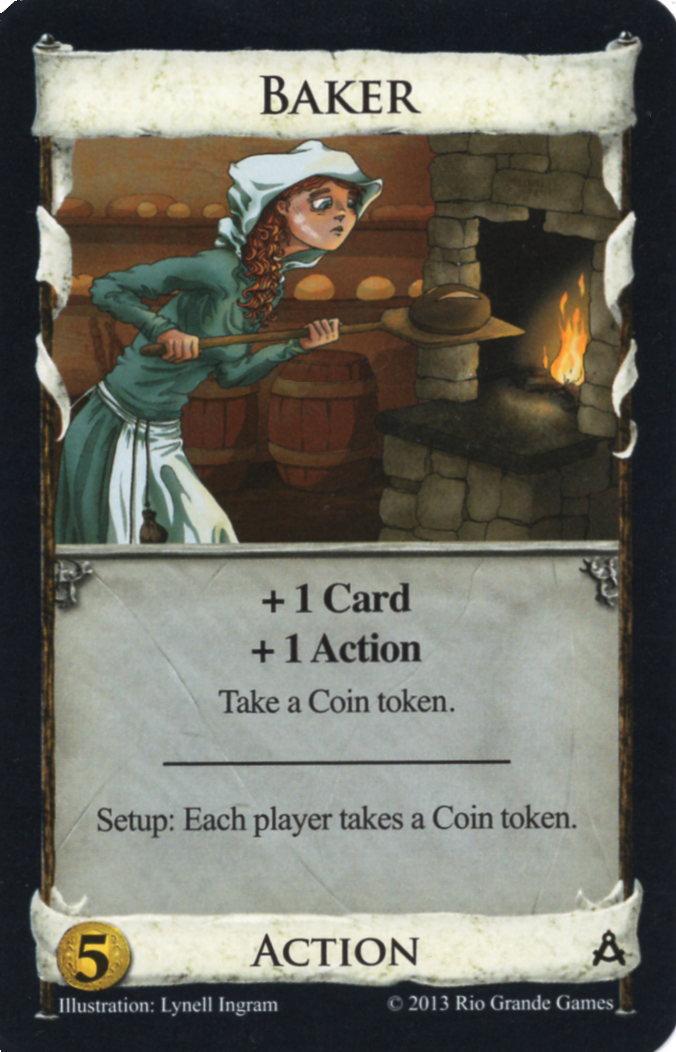 BAKER
+ 1 Card
+ 1 Action
Take a Coin token.
Setup: Each player takes a Coin token.
5
ACTION
Illustration: Lynell Ingram
© 2013 Rio Grande Games